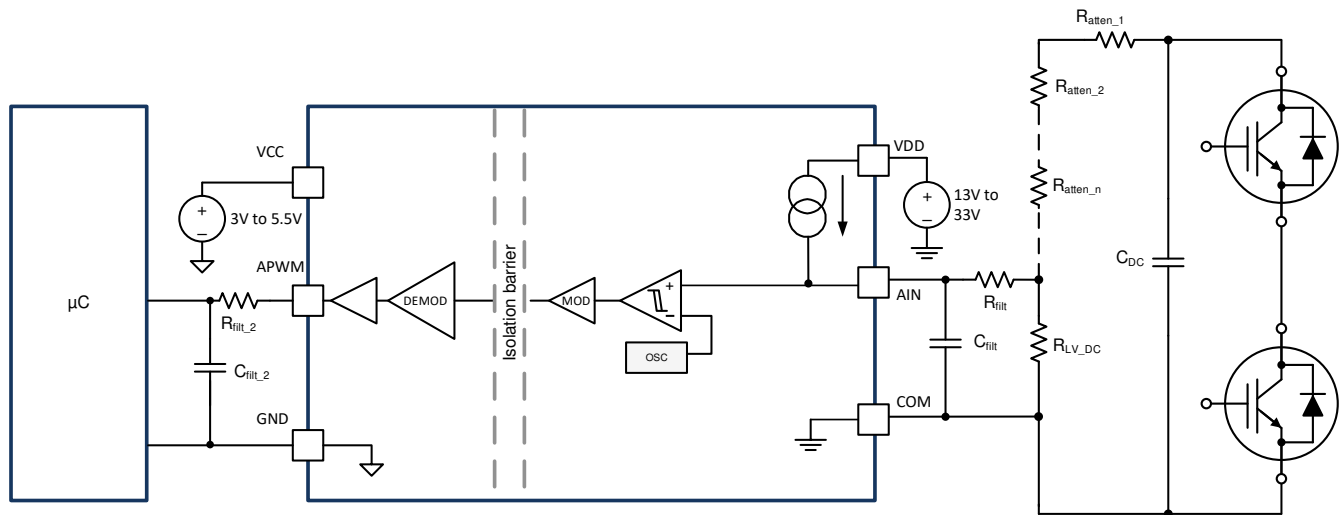 Ratten_1
Ratten_2
VCC
VDD
3V to 5.5V
13V to
33V
Ratten_n
Isolation barrier
CDC
APWM
µC
DEMOD
MOD
+
−
AIN
Rfilt
Rfilt_2
OSC
Cfilt
RLV_DC
Cfilt_2
COM
GND